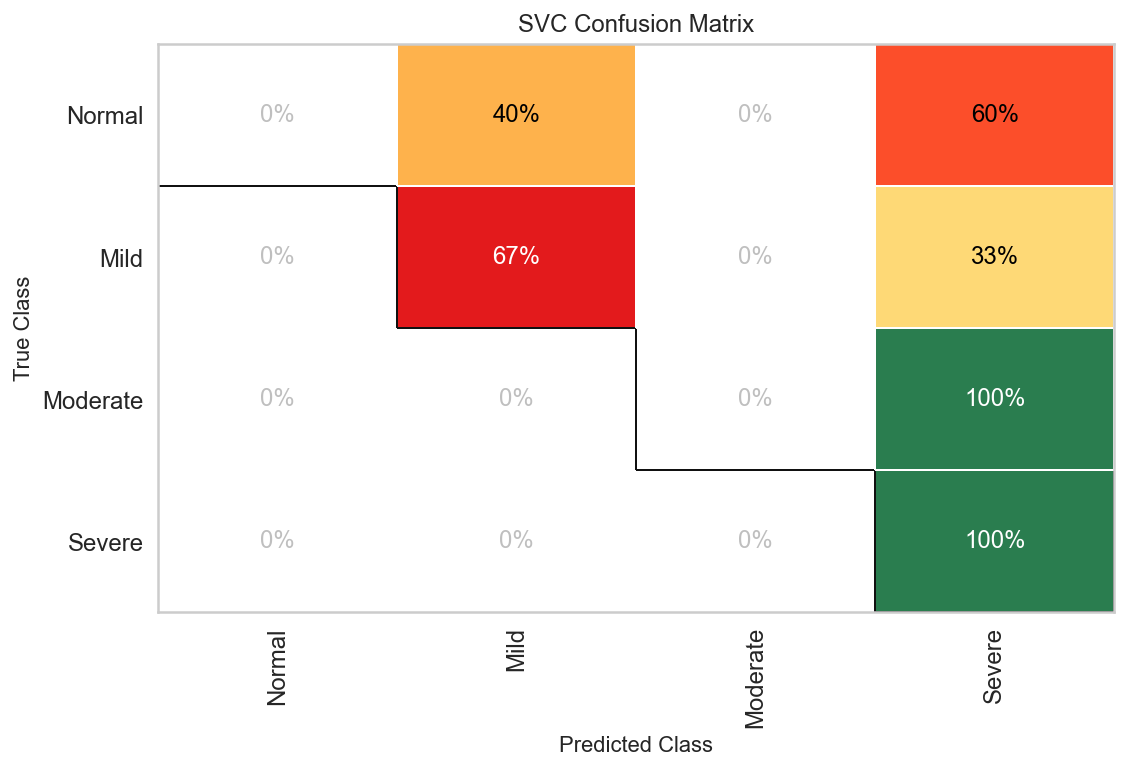 SVC Confusion Matrix
True Class
Normal 0% 40% 0% 60%
Mild 0% 67% 0% 33%
Moderate 0% 0% 0% 100%
Severe 0% 0% 0% 100%
Normal Mild Moderate Severe
Predicted Class